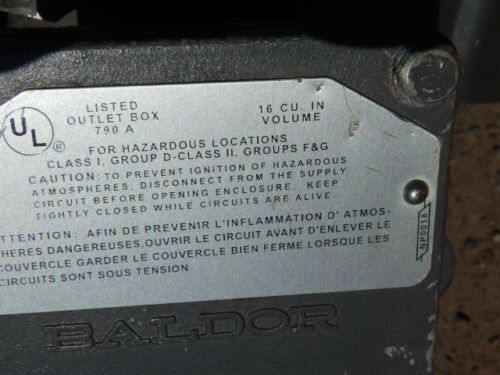 UL
®
LISTED
OUTLET BOX
790 A
16 CU. IN
VOLUME
F
FOR HAZARDOUS LOCATIONS
CLASS I, GROUP D-CLASS II, GROUPS F&G
CAUTION: TO PREVENT IGNITION OF HAZARDOUS
ATMOSPHERES, DISCONNECT FROM THE SUPPLY
CIRCUIT BEFORE OPENING ENCLOSURE. KEEP
TIGHTLY CLOSED WHILE CIRCUITS ARE ALIVE.
ATTENTION: AFIN DE PREVENIR L'INFLAMMATION D' ATMOS-
PHERES DANGEREUSES,OUVRIR LE CIRCUIT AVANT D'ENLEVER LE
COUVERCLE GARDER LE COUVERCLE BIEN FERME LORSQUE LES
CIRCUITS SONT SOUS TENSION
NP0018
BALDOR